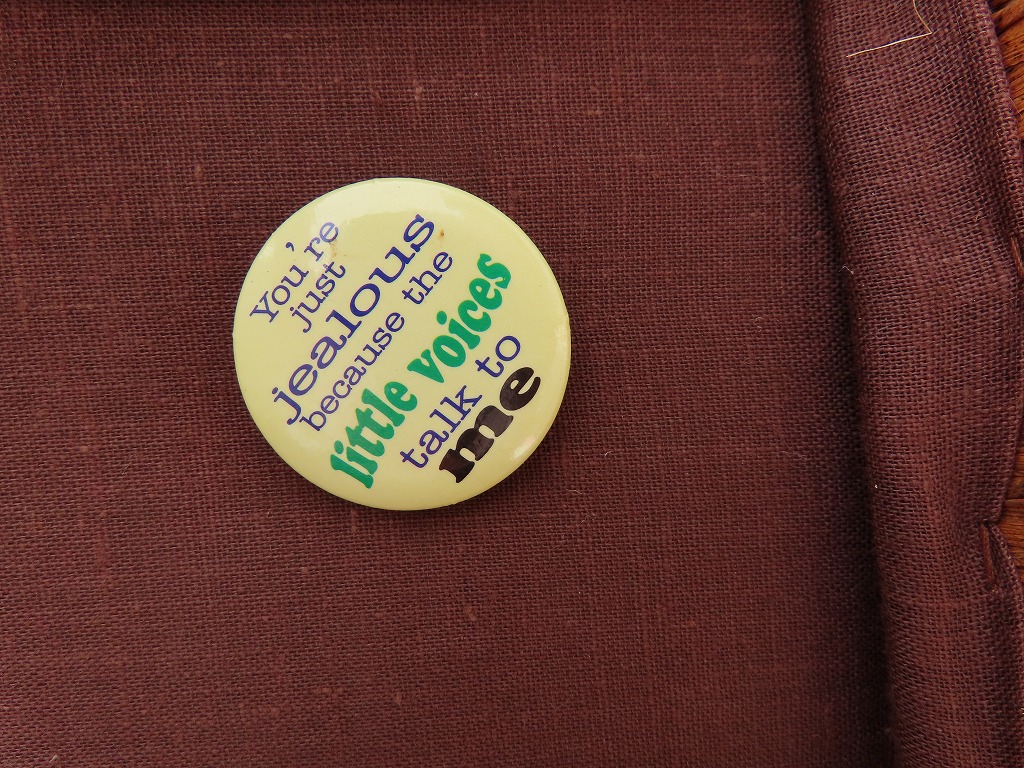 You're
just
jealous
because the
little voices
talk to
me